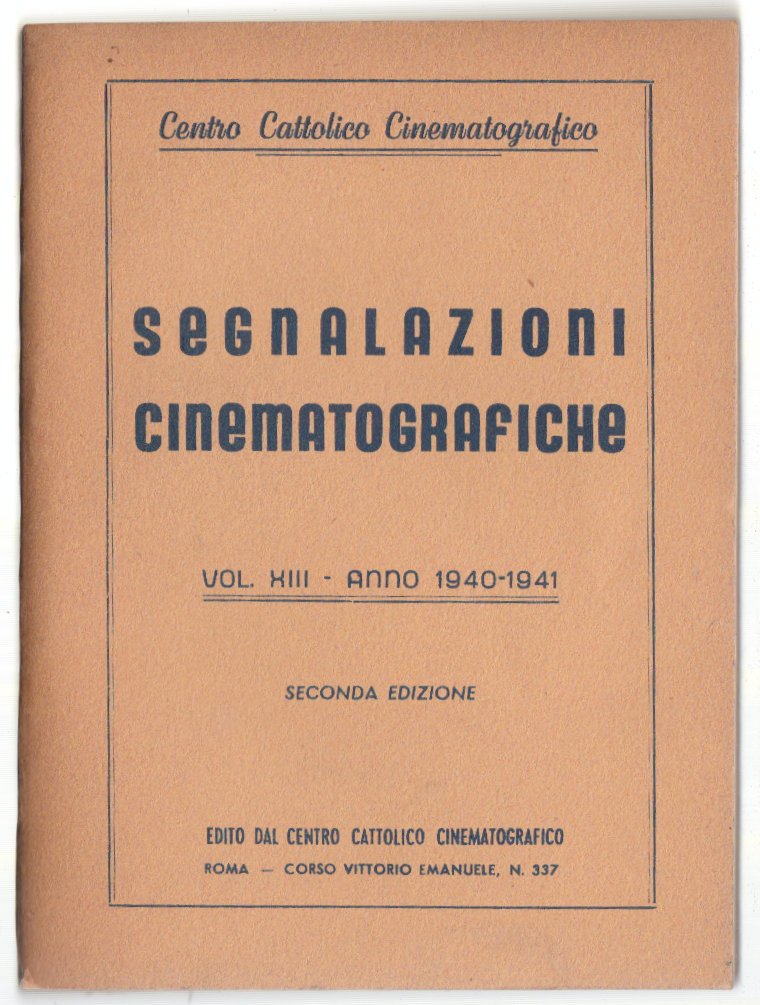 Centro Cattolico Cinematografico
SEGNALAZIONI
CINEMATOGRAFICHE
VOL. XIII - ANNO 1940-1941
SECONDA EDIZIONE
EDITO DAL CENTRO CATTOLICO CINEMATOGRAFICO
ROMA — CORSO VITTORIO EMANUELE, N. 337